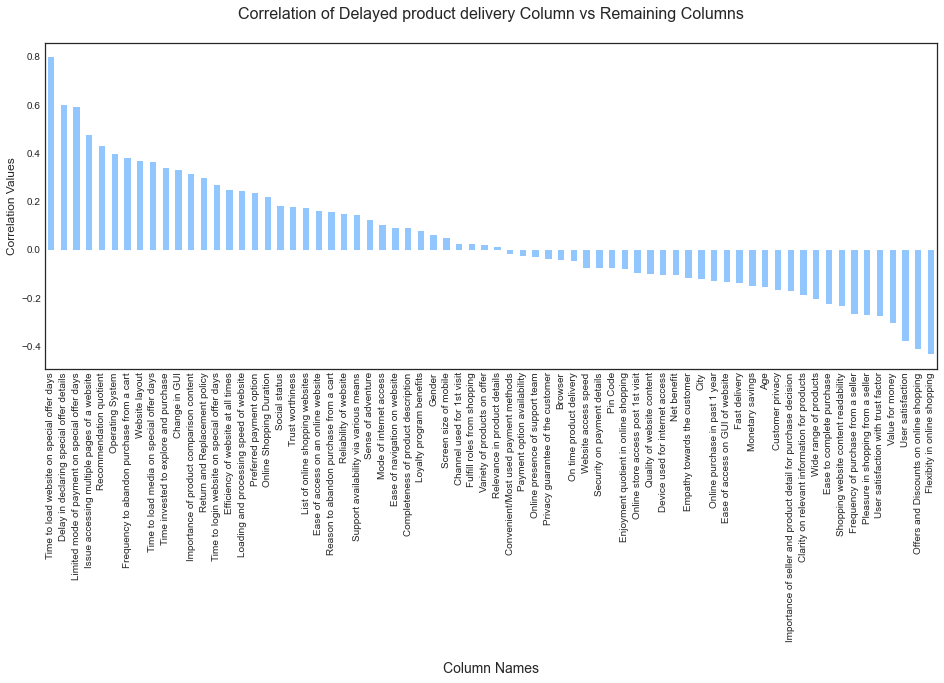 Correlation of Delayed product delivery Column vs Remaining Columns
Correlation Values
0.8
0.6
0.4
0.2
0.0
−0.2
−0.4
Time to load website on special offer days
Delay in declaring special offer details
Limited mode of payment on special offer days
Issue accessing multiple pages of a website
Recommendation quotient
Operating System
Frequency to abandon purchase from a cart
Website layout
Time to load media on special offer days
Time invested to explore and purchase
Change in GUI
Importance of product comparison content
Return and Replacement policy
Time to login website on special offer days
Efficiency of website at all times
Loading and processing speed of website
Preferred payment option
Online Shopping Duration
Social status
Trust worthiness
List of online shopping websites
Ease of access on an online website
Reason to abandon purchase from a cart
Reliability of website
Support availability via various means
Sense of adventure
Mode of internet access
Ease of navigation on website
Completeness of product description
Loyalty program benefits
Gender
Screen size of mobile
Channel used for 1st visit
Fulfill roles from shopping
Variety of products on offer
Relevance in product details
Convenient/Most used payment methods
Payment option availability
Online presence of support team
Privacy guarantee of the customer
Browser
On time product delivery
Website access speed
Security on payment details
Pin Code
Enjoyment quotient in online shopping
Online store access post 1st visit
Quality of website content
Device used for internet access
Net benefit
Empathy towards the customer
City
Online purchase in past 1 year
Ease of access on GUI of website
Fast delivery
Monetary savings
Age
Customer privacy
Importance of seller and product detail for purchase decision
Clarity on relevant information for products
Wide range of products
Ease to complete purchase
Shopping website content readability
Frequency of purchase from a seller
Pleasure in shopping from a seller
User satisfaction with trust factor
Value for money
User satisfaction
Offers and Discounts on online shopping
Flexibity in online shopping
Column Names